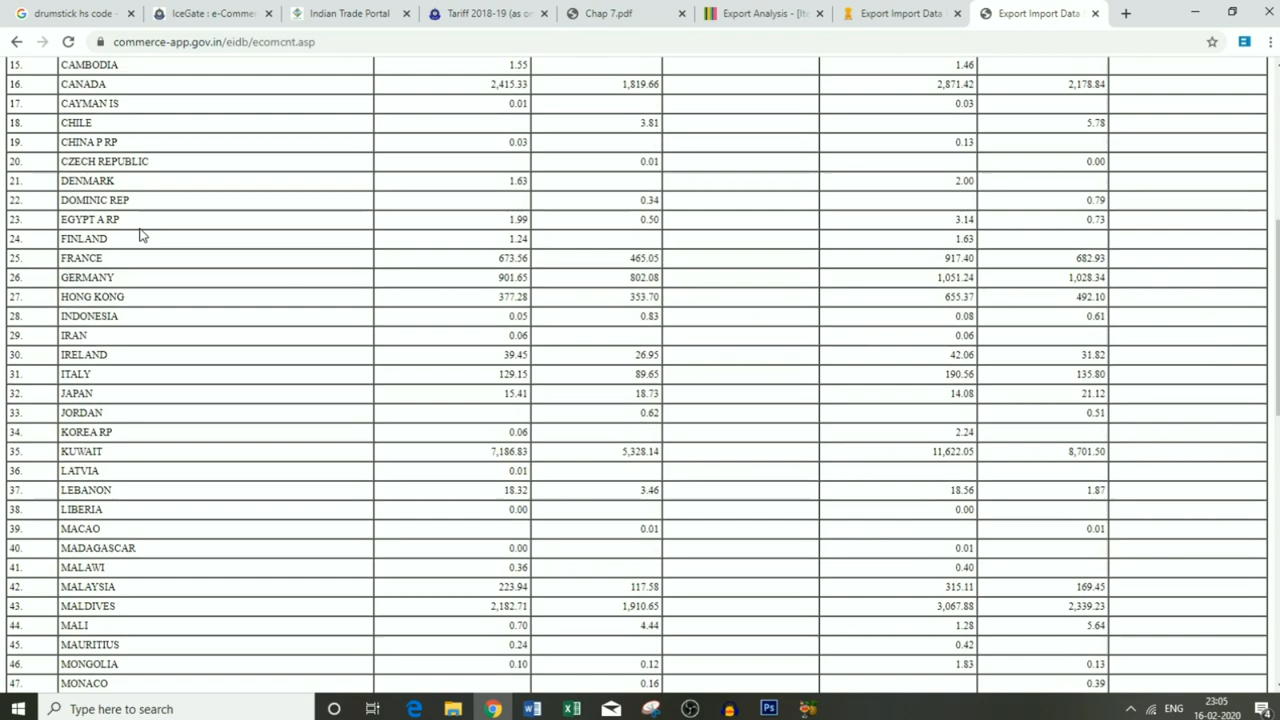 drumstick hs code -
IceGate : e-Comme
Indian Trade Portal
Tariff 2018-19 (as o
Chap 7.pdf
Export Analysis - [It
Export Import Data
Export Import Data
commerce-app.gov.in/eidb/ecomcnt.asp
15. CAMBODIA 1.55 1.46
16. CANADA 2,415.33 1,819.66 2,871.42 2,178.84
17. CAYMAN IS 0.01 0.03
18. CHILE 3.81 5.78
19. CHINA P RP 0.03 0.13
20. CZECH REPUBLIC 0.01 0.00
21. DENMARK 1.63 2.00
22. DOMINIC REP 0.34 0.79
23. EGYPT A RP 1.99 0.50 3.14 0.73
24. FINLAND 1.24 1.63
25. FRANCE 673.56 465.05 917.40 682.93
26. GERMANY 901.65 802.08 1,051.24 1,028.34
27. HONG KONG 377.28 353.70 655.37 492.10
28. INDONESIA 0.05 0.83 0.08 0.61
29. IRAN 0.06 0.06
30. IRELAND 39.45 26.95 42.06 31.82
31. ITALY 129.15 89.65 190.56 135.80
32. JAPAN 15.41 18.73 14.08 21.12
33. JORDAN 0.62 0.51
34. KOREA RP 0.06 2.24
35. KUWAIT 7,186.83 5,328.14 11,622.05 8,701.50
36. LATVIA 0.01
37. LEBANON 18.32 3.46 18.56 1.87
38. LIBERIA 0.00 0.00
39. MACAO 0.01 0.01
40. MADAGASCAR 0.00 0.01
41. MALAWI 0.36 0.40
42. MALAYSIA 223.94 117.58 315.11 169.45
43. MALDIVES 2,182.71 1,910.65 3,067.88 2,339.23
44. MALI 0.70 4.44 1.28 5.64
45. MAURITIUS 0.24 0.42
46. MONGOLIA 0.10 0.12 1.83 0.13
47. MONACO 0.16 0.39
Type here to search
ENG
23:05
16-02-2020